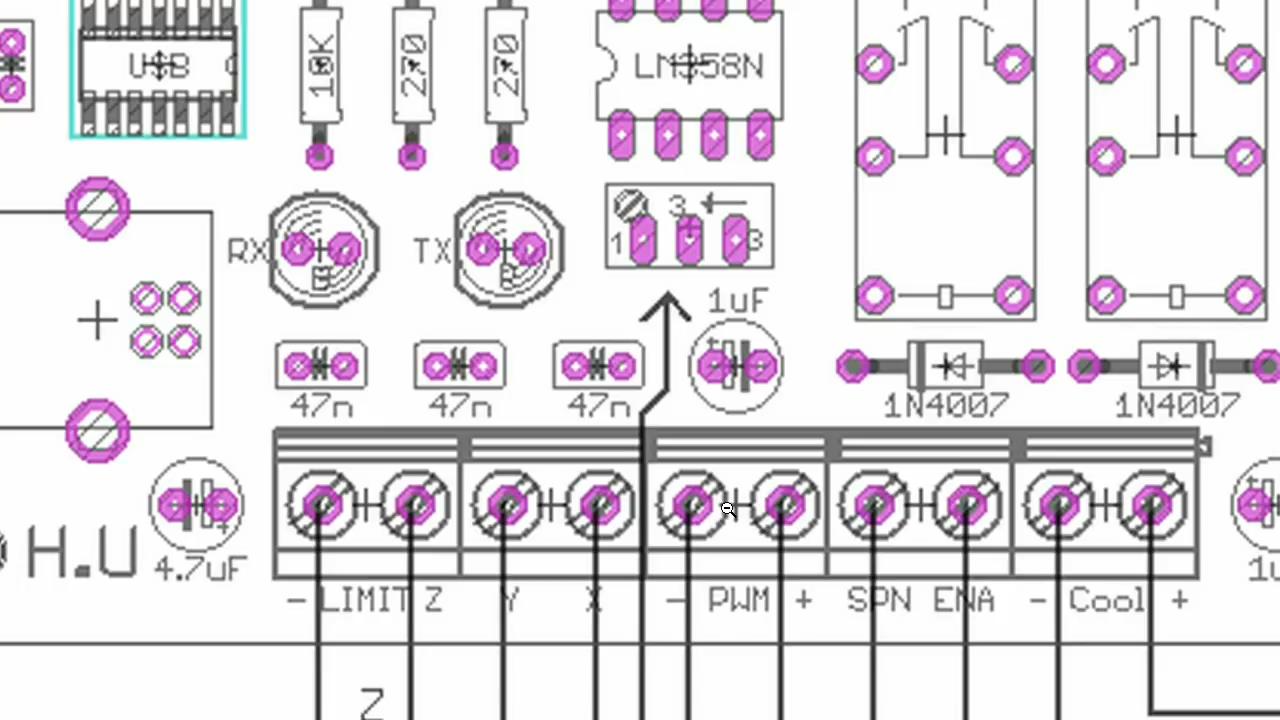 USB
10K
270
270
LM358N
3
1
3
RX
TX
1uF
47n
47n
47n
1N4007
1N4007
H.U
4.7uF
- LIMIT Z Y X - PWM + SPN ENA - Cool +
Z